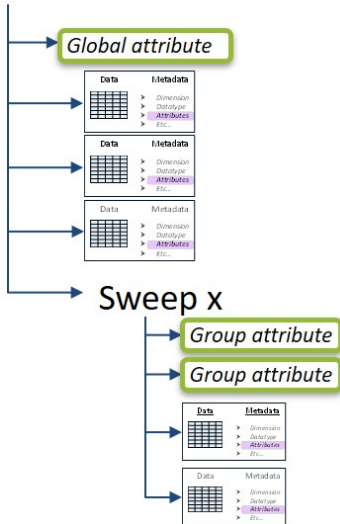 Global attribute
Data Metadata
Dimension
Datatype
Attributes
Etc...
Data Metadata
Dimension
Datatype
Attributes
Etc...
Data Metadata
Dimension
Datatype
Attributes
Etc...
Sweep x
Group attribute
Group attribute
Data Metadata
Dimension
Datatype
Attributes
Etc...
Data Metadata
Dimension
Datatype
Attributes
Etc...